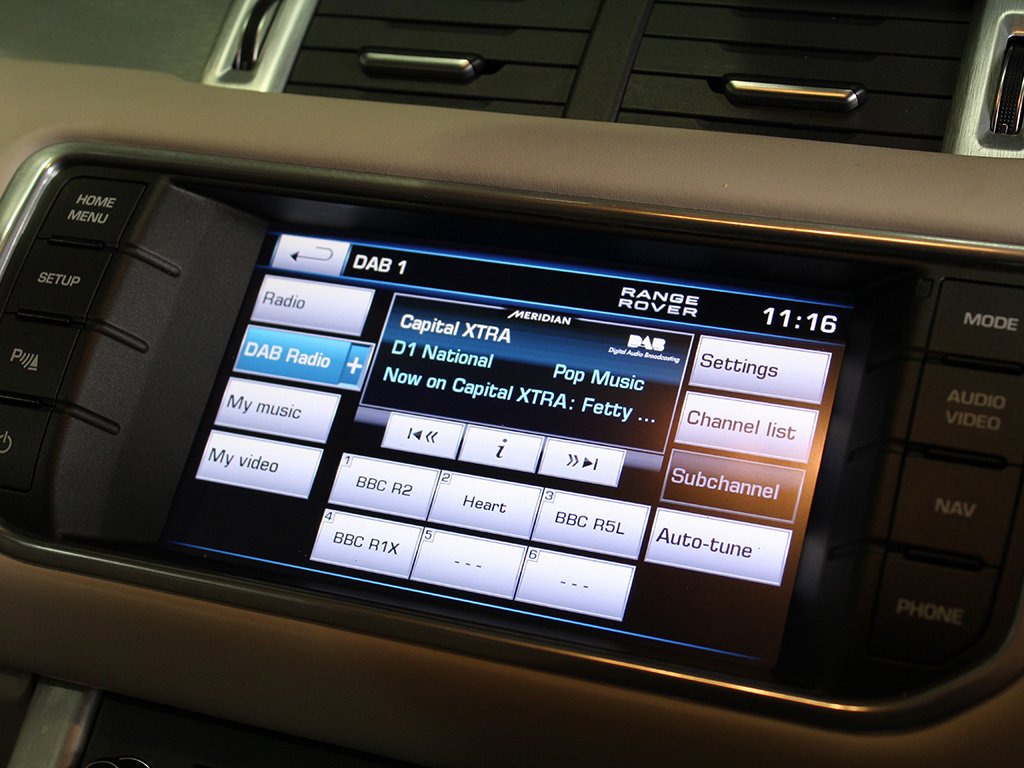 HOME
MENU
SETUP
P
DAB 1
RANGE
ROVER
11:16
Radio
DAB Radio +
My music
My video
MERIDIAN
Capital XTRA
DAB
Digital Audio Broadcasting
D1 National
Pop Music
Now on Capital XTRA: Fetty ...
i
1 BBC R2
2 Heart
3 BBC R5L
4 BBC R1X
5 ---
6 ---
Settings
Channel list
Subchannel
Auto-tune
MODE
AUDIO
VIDEO
NAV
PHONE